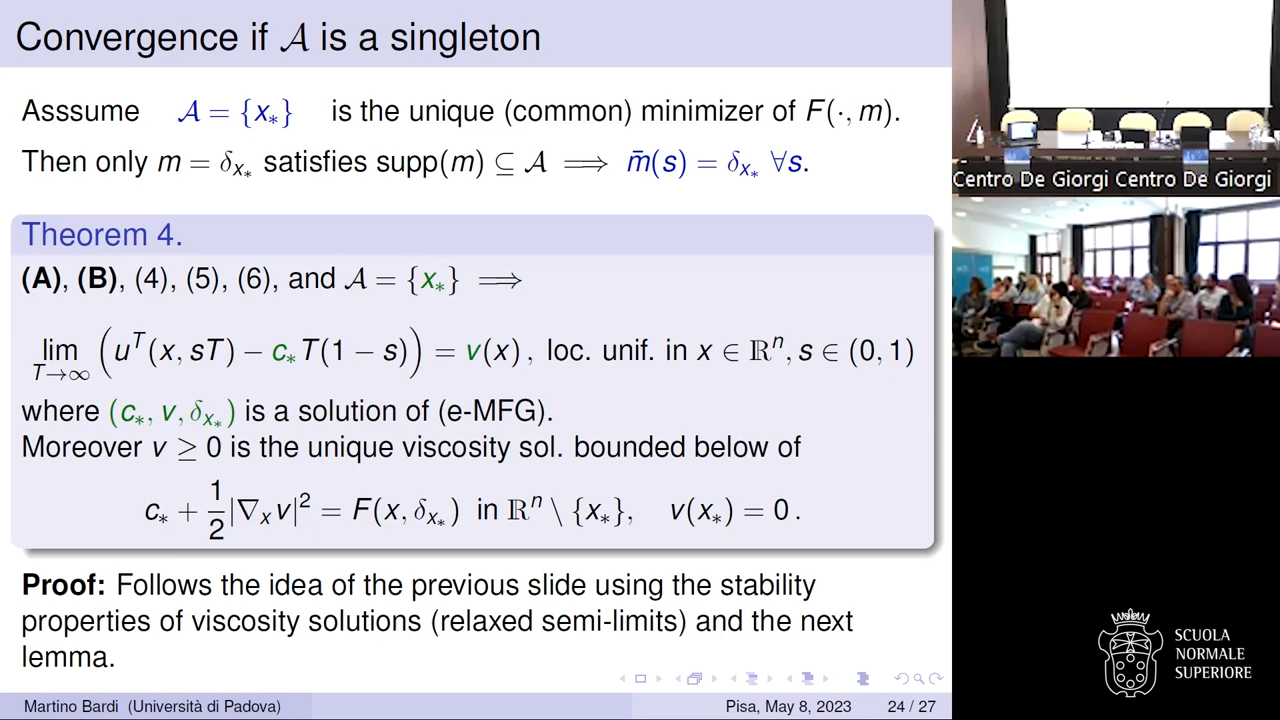 Convergence if 𝒜 is a singleton
Asssume 𝒜 = {x∗} is the unique (common) minimizer of F(·, m).
Then only m = δx∗ satisfies supp(m) ⊆ 𝒜 ⟹ m̄(s) = δx∗ ∀s.
Theorem 4.
(A), (B), (4), (5), (6), and 𝒜 = {x∗} ⟹
lim T→∞ (uᵀ(x, sT) − c∗T(1 − s)) = v(x) , loc. unif. in x ∈ ℝⁿ, s ∈ (0, 1)
where (c∗, v, δx∗) is a solution of (e-MFG).
Moreover v ≥ 0 is the unique viscosity sol. bounded below of
c∗ + 1/2 |∇ₓv|² = F(x, δx∗) in ℝⁿ \ {x∗}, v(x∗) = 0 .
Proof: Follows the idea of the previous slide using the stability
properties of viscosity solutions (relaxed semi-limits) and the next
lemma.
Martino Bardi (Università di Padova) Pisa, May 8, 2023 24 / 27
Centro De Giorgi Centro De Giorgi
SCUOLA
NORMALE
SUPERIORE